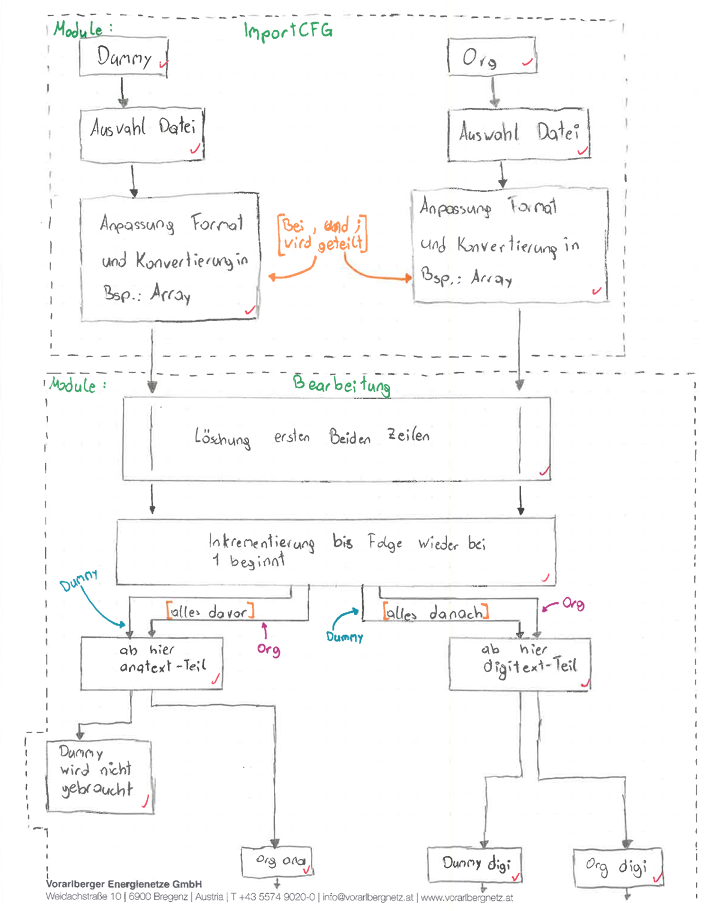 Module:
ImportCFG
Dummy
Org
Auswahl Datei
Auswahl Datei
Anpassung Format
und Konvertierung in
Bsp.: Array
[Bei , und ;
wird geteilt]
Anpassung Format
und Konvertierung in
Bsp.: Array
Module:
Bearbeitung
Löschung ersten Beiden Zeilen
Inkrementierung bis Folge wieder bei
1 beginnt
Dummy
[alles davor]
Org
Dummy
[alles danach]
Org
ab hier
anatext-Teil
ab hier
digitext-Teil
Dummy
wird nicht
gebraucht
Org ana
Dummy digi
Org digi
Vorarlberger Energienetze GmbH
Weidachstraße 10 | 6900 Bregenz | Austria | T +43 5574 9020-0 | info@vorarlbergnetz.at | www.vorarlbergnetz.at